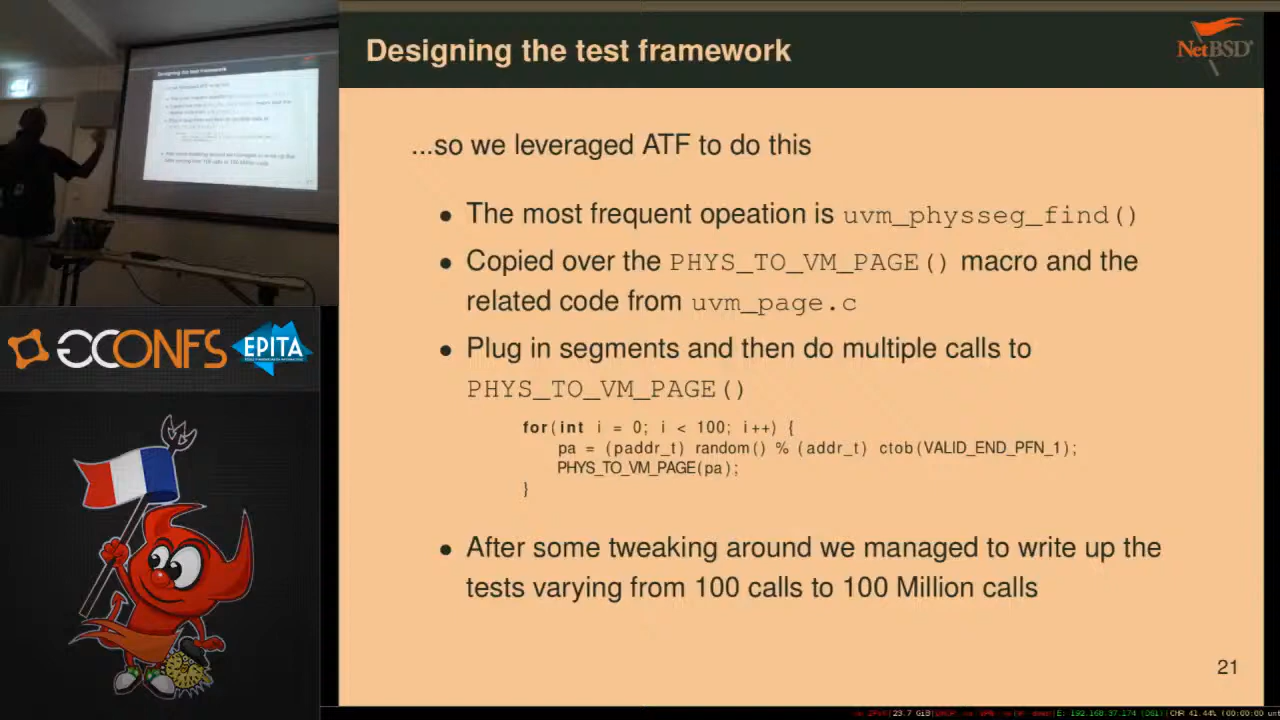 Designing the test framework
NetBSD
...so we leveraged ATF to do this
• The most frequent opeation is uvm_physseg_find()
• Copied over the PHYS_TO_VM_PAGE() macro and the
related code from uvm_page.c
• Plug in segments and then do multiple calls to
PHYS_TO_VM_PAGE()
for(int i = 0; i < 100; i++) {
pa = (paddr_t) random() % (addr_t) ctob(VALID_END_PFN_1);
PHYS_TO_VM_PAGE(pa);
}
• After some tweaking around we managed to write up the
tests varying from 100 calls to 100 Million calls
21
GCONFS
EPITA